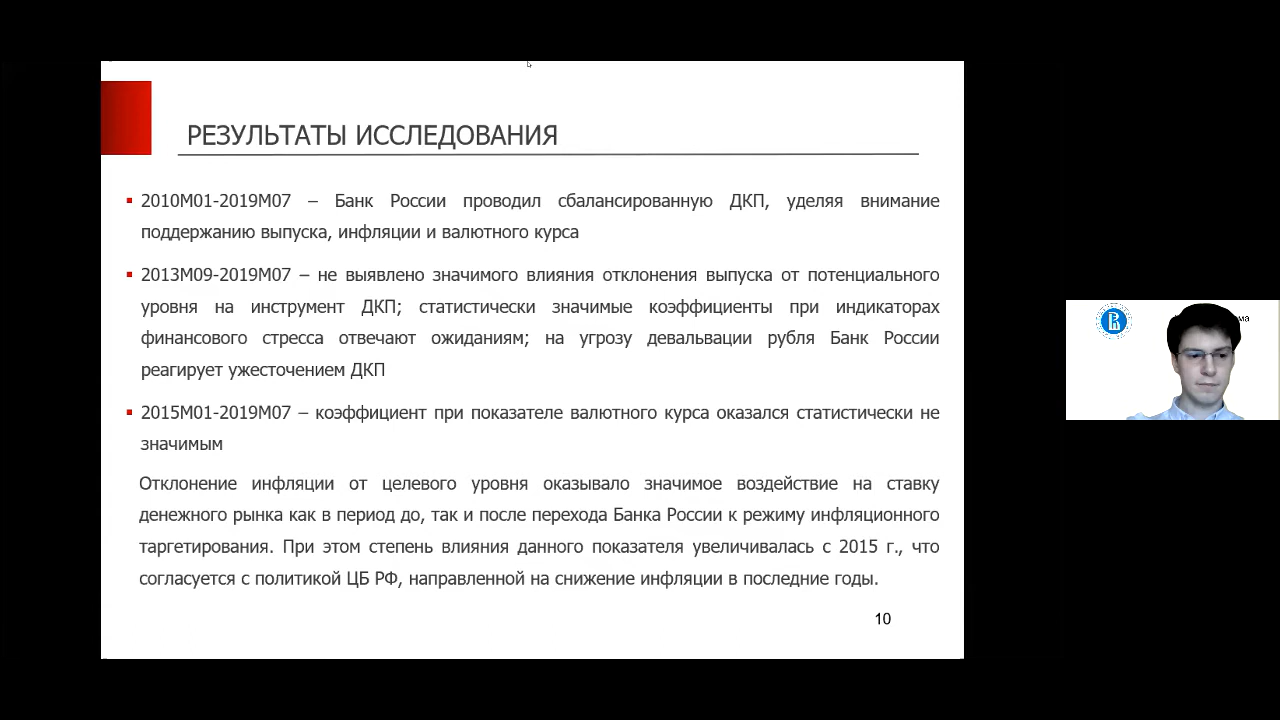 РЕЗУЛЬТАТЫ ИССЛЕДОВАНИЯ
2010M01-2019M07 – Банк России проводил сбалансированную ДКП, уделяя внимание
поддержанию выпуска, инфляции и валютного курса
2013M09-2019M07 – не выявлено значимого влияния отклонения выпуска от потенциального
уровня на инструмент ДКП; статистически значимые коэффициенты при индикаторах
финансового стресса отвечают ожиданиям; на угрозу девальвации рубля Банк России
реагирует ужесточением ДКП
2015M01-2019M07 – коэффициент при показателе валютного курса оказался статистически не
значимым
Отклонение инфляции от целевого уровня оказывало значимое воздействие на ставку
денежного рынка как в период до, так и после перехода Банка России к режиму инфляционного
таргетирования. При этом степень влияния данного показателя увеличивалась с 2015 г., что
согласуется с политикой ЦБ РФ, направленной на снижение инфляции в последние годы.
10